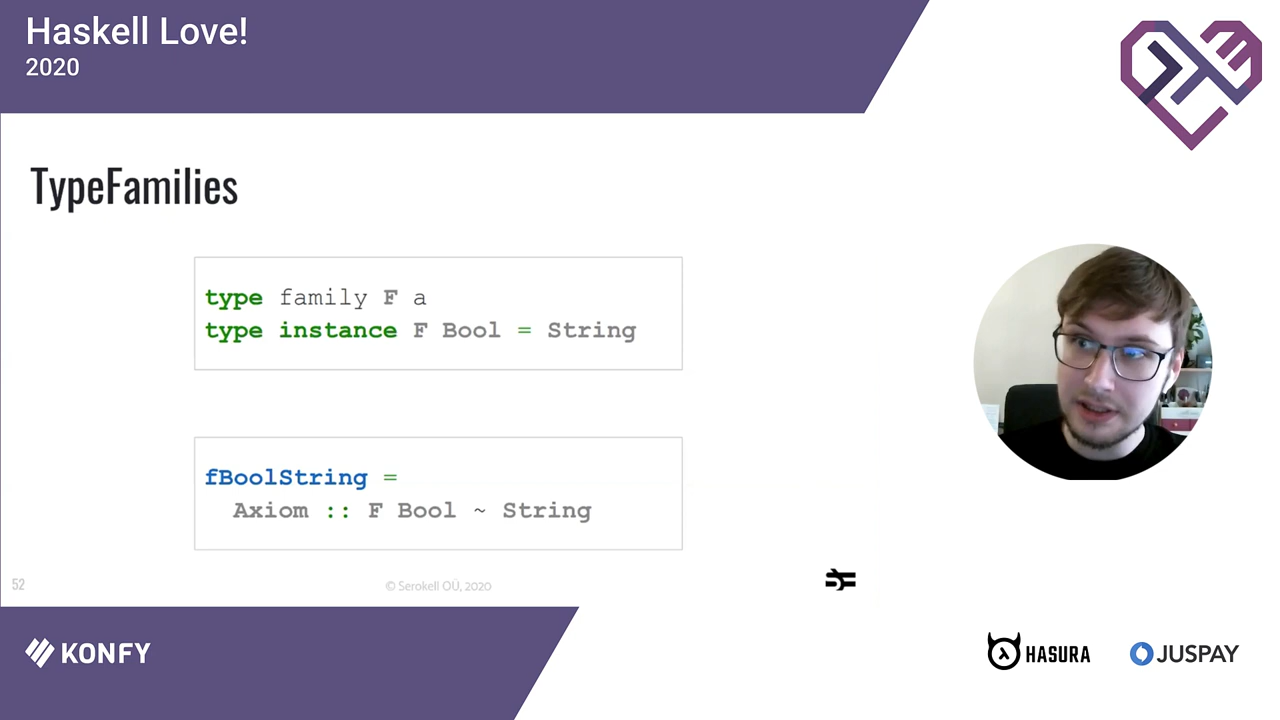 Haskell Love!
2020
TypeFamilies
type family F a
type instance F Bool = String
fBoolString =
Axiom :: F Bool ~ String
52
© Serokell OÜ, 2020
KONFY
HASURA
JUSPAY